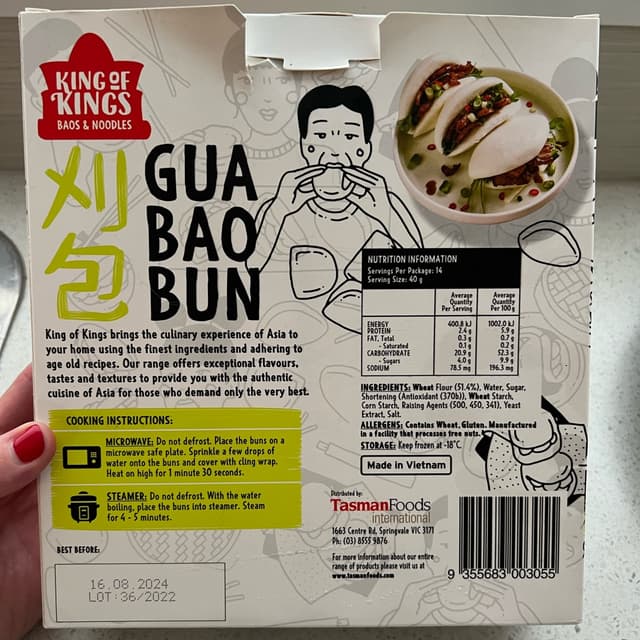 KING OF
KINGS
BAOS & NOODLES
刈
包
GUA
BAO
BUN
King of Kings brings the culinary experience of Asia to
your home using the finest ingredients and adhering to
age old recipes. Our range offers exceptional flavours,
tastes and textures to provide you with the authentic
cuisine of Asia for those who demand only the very best.
COOKING INSTRUCTIONS:
MICROWAVE: Do not defrost. Place the buns on a
microwave safe plate. Sprinkle a few drops of
water onto the buns and cover with cling wrap.
Heat on high for 1 minute 30 seconds.
STEAMER: Do not defrost. With the water
boiling, place the buns into steamer. Steam
for 4 - 5 minutes.
BEST BEFORE:
16.08.2024
LOT:36/2022
NUTRITION INFORMATION
Servings Per Package: 14
Serving Size: 40 g
Average Quantity Per Serving Average Quantity Per 100 g
ENERGY 400.8 kJ 1002.0 kJ
PROTEIN 2.4 g 5.9 g
FAT, Total 0.3 g 0.7 g
- Saturated 0.1 g 0.2 g
CARBOHYDRATE 20.9 g 52.3 g
- Sugars 4.0 g 9.9 g
SODIUM 78.5 mg 196.3 mg
INGREDIENTS: Wheat Flour (51.4%), Water, Sugar,
Shortening (Antioxidant (370b)), Wheat Starch,
Corn Starch, Raising Agents (500, 450, 341), Yeast
Extract, Salt.
ALLERGENS: Contains Wheat, Gluten. Manufactured
in a facility that processes tree nuts.
STORAGE: Keep frozen at -18°C.
Made in Vietnam
Distributed by:
TasmanFoods
international
1663 Centre Rd, Springvale VIC 3171
Ph: (03) 8555 9876
For more information about our entire
range of products please visit us at
www.tasmanfoods.com
9 355683 003055